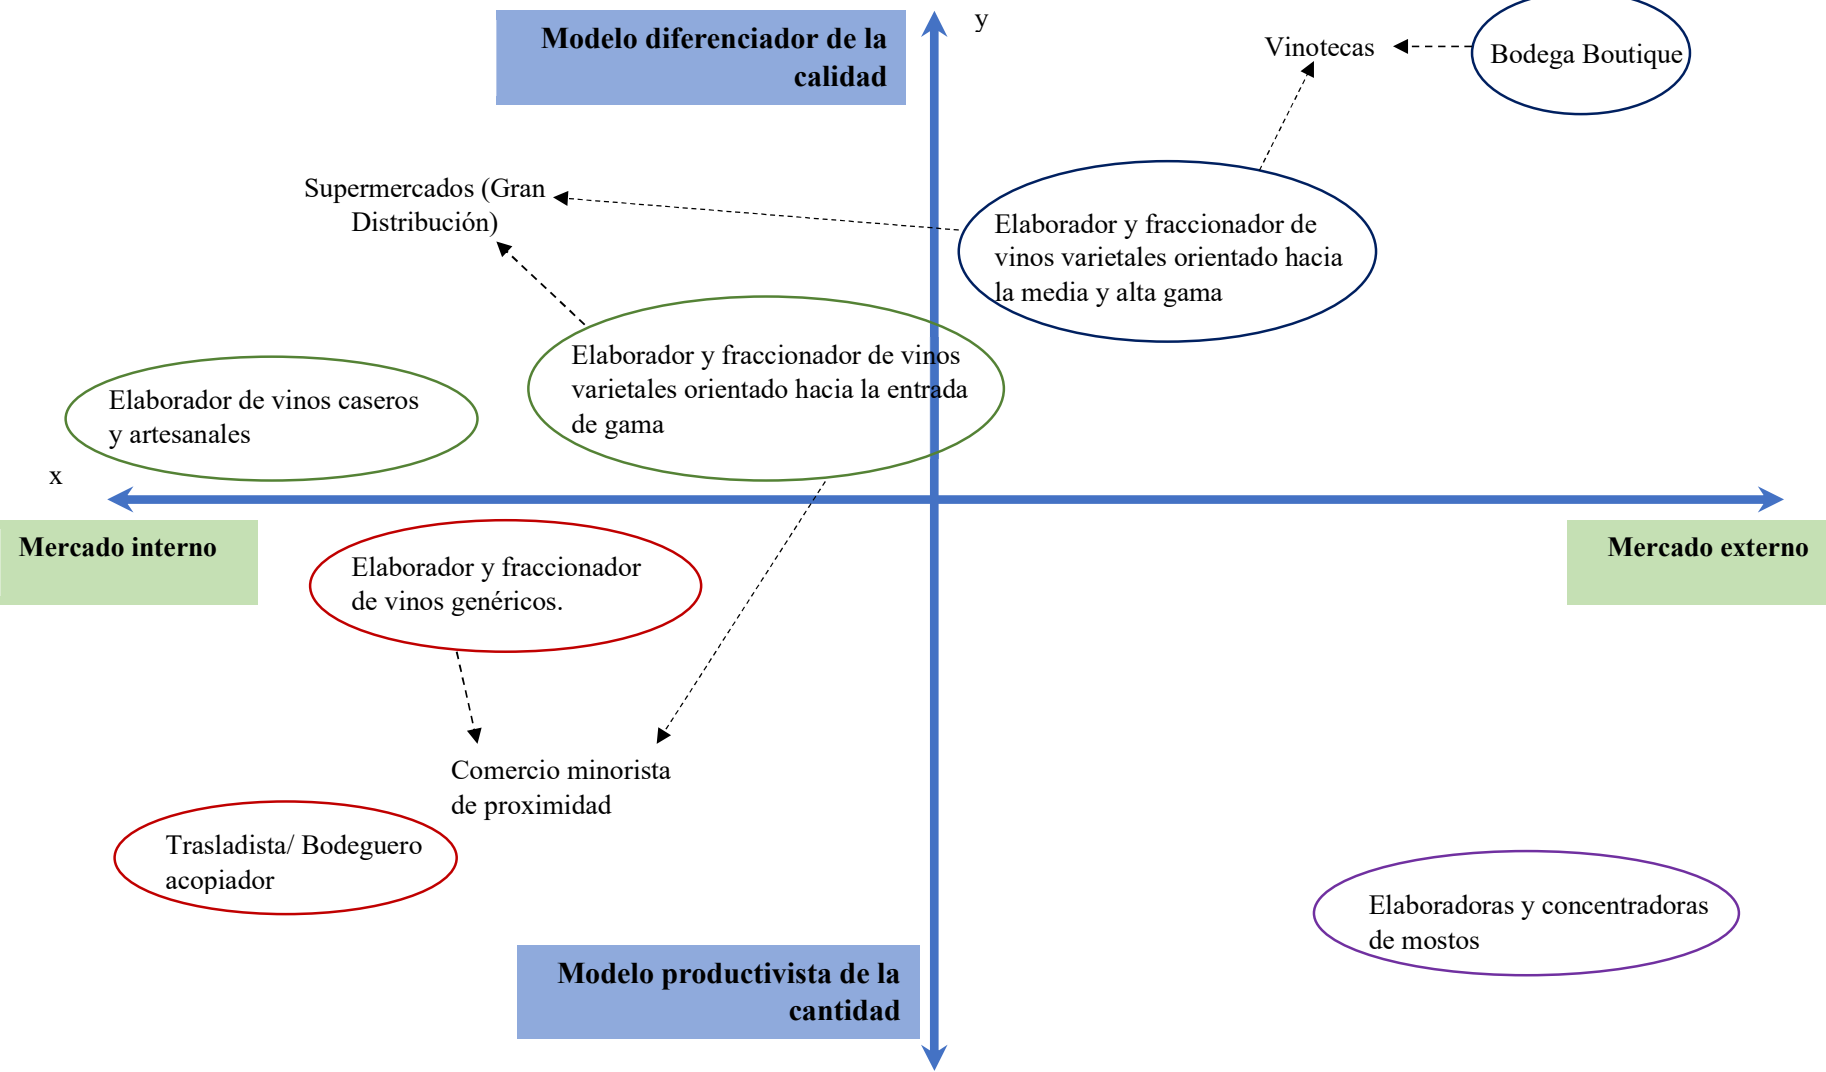 Modelo diferenciador de la
calidad
y
Vinotecas
Bodega Boutique
Supermercados (Gran
Distribución)
Elaborador y fraccionador de
vinos varietales orientado hacia
la media y alta gama
Elaborador y fraccionador de vinos
varietales orientado hacia la entrada
de gama
Elaborador de vinos caseros
y artesanales
x
Mercado interno
Mercado externo
Elaborador y fraccionador
de vinos genéricos.
Comercio minorista
de proximidad
Trasladista/ Bodeguero
acopiador
Elaboradoras y concentradoras
de mostos
Modelo productivista de la
cantidad